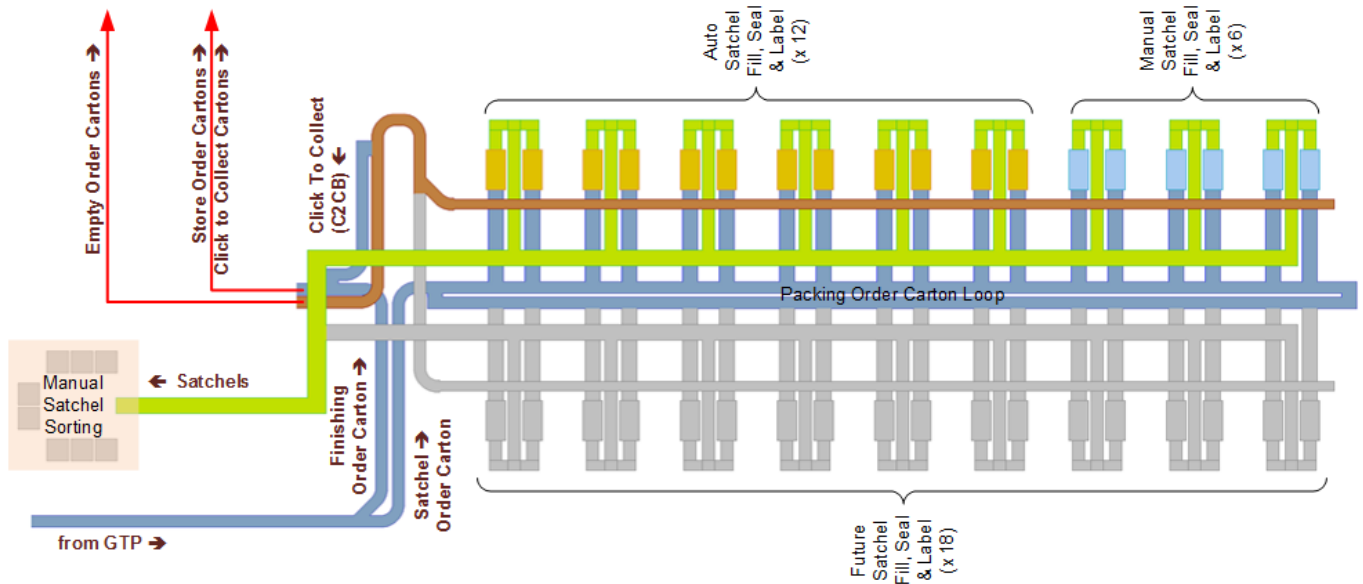 Empty Order Cartons →
Store Order Cartons →
Click to Collect Cartons →
Click To Collect
(C2CB) ←
Auto
Satchel
Fill, Seal
& Label
(x 12)
Manual
Satchel
Fill, Seal
& Label
(x 6)
Packing Order Carton Loop
Manual
Satchel
Sorting
← Satchels
Finishing
Order Carton →
Satchel →
Order Carton
from GTP →
Future
Satchel
Fill, Seal
& Label
(x 18)